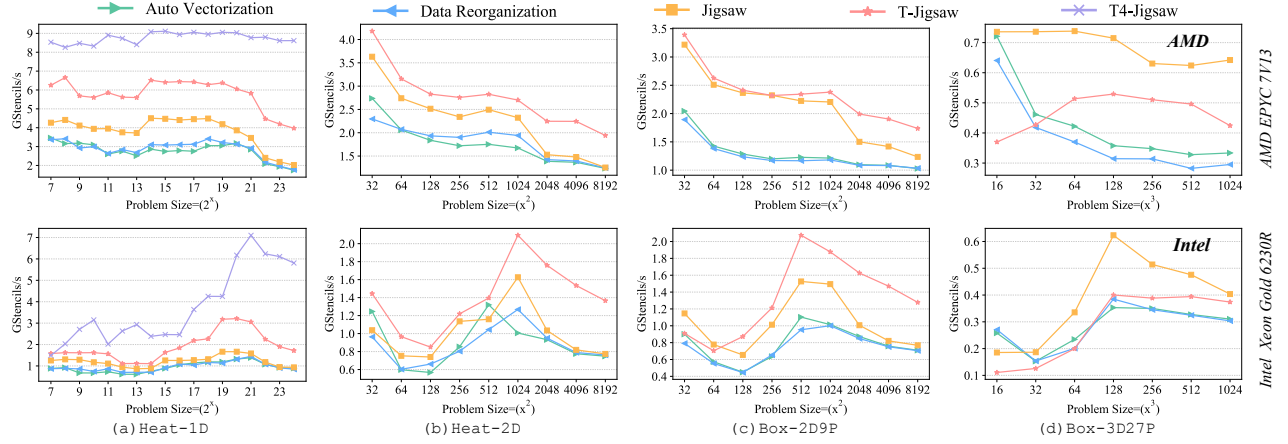 Auto Vectorization Data Reorganization Jigsaw T-Jigsaw T4-Jigsaw
GStencils/s
9
8
7
6
5
4
3
2
7 9 11 13 15 17 19 21 23
Problem Size=(2^x)
GStencils/s
4.0
3.5
3.0
2.5
2.0
1.5
32 64 128 256 512 1024 2048 4096 8192
Problem Size=(x^2)
GStencils/s
3.5
3.0
2.5
2.0
1.5
1.0
32 64 128 256 512 1024 2048 4096 8192
Problem Size=(x^2)
GStencils/s
AMD
0.7
0.6
0.5
0.4
0.3
16 32 64 128 256 512 1024
Problem Size=(x^3)
AMD EPYC 7V13
GStencils/s
7
6
5
4
3
2
1
7 9 11 13 15 17 19 21 23
Problem Size=(2^x)
GStencils/s
2.0
1.8
1.6
1.4
1.2
1.0
0.8
0.6
32 64 128 256 512 1024 2048 4096 8192
Problem Size=(x^2)
GStencils/s
2.0
1.8
1.6
1.4
1.2
1.0
0.8
0.6
0.4
32 64 128 256 512 1024 2048 4096 8192
Problem Size=(x^2)
GStencils/s
Intel
0.6
0.5
0.4
0.3
0.2
0.1
16 32 64 128 256 512 1024
Problem Size=(x^3)
Intel Xeon Gold 6230R
(a)Heat-1D (b)Heat-2D (c)Box-2D9P (d)Box-3D27P